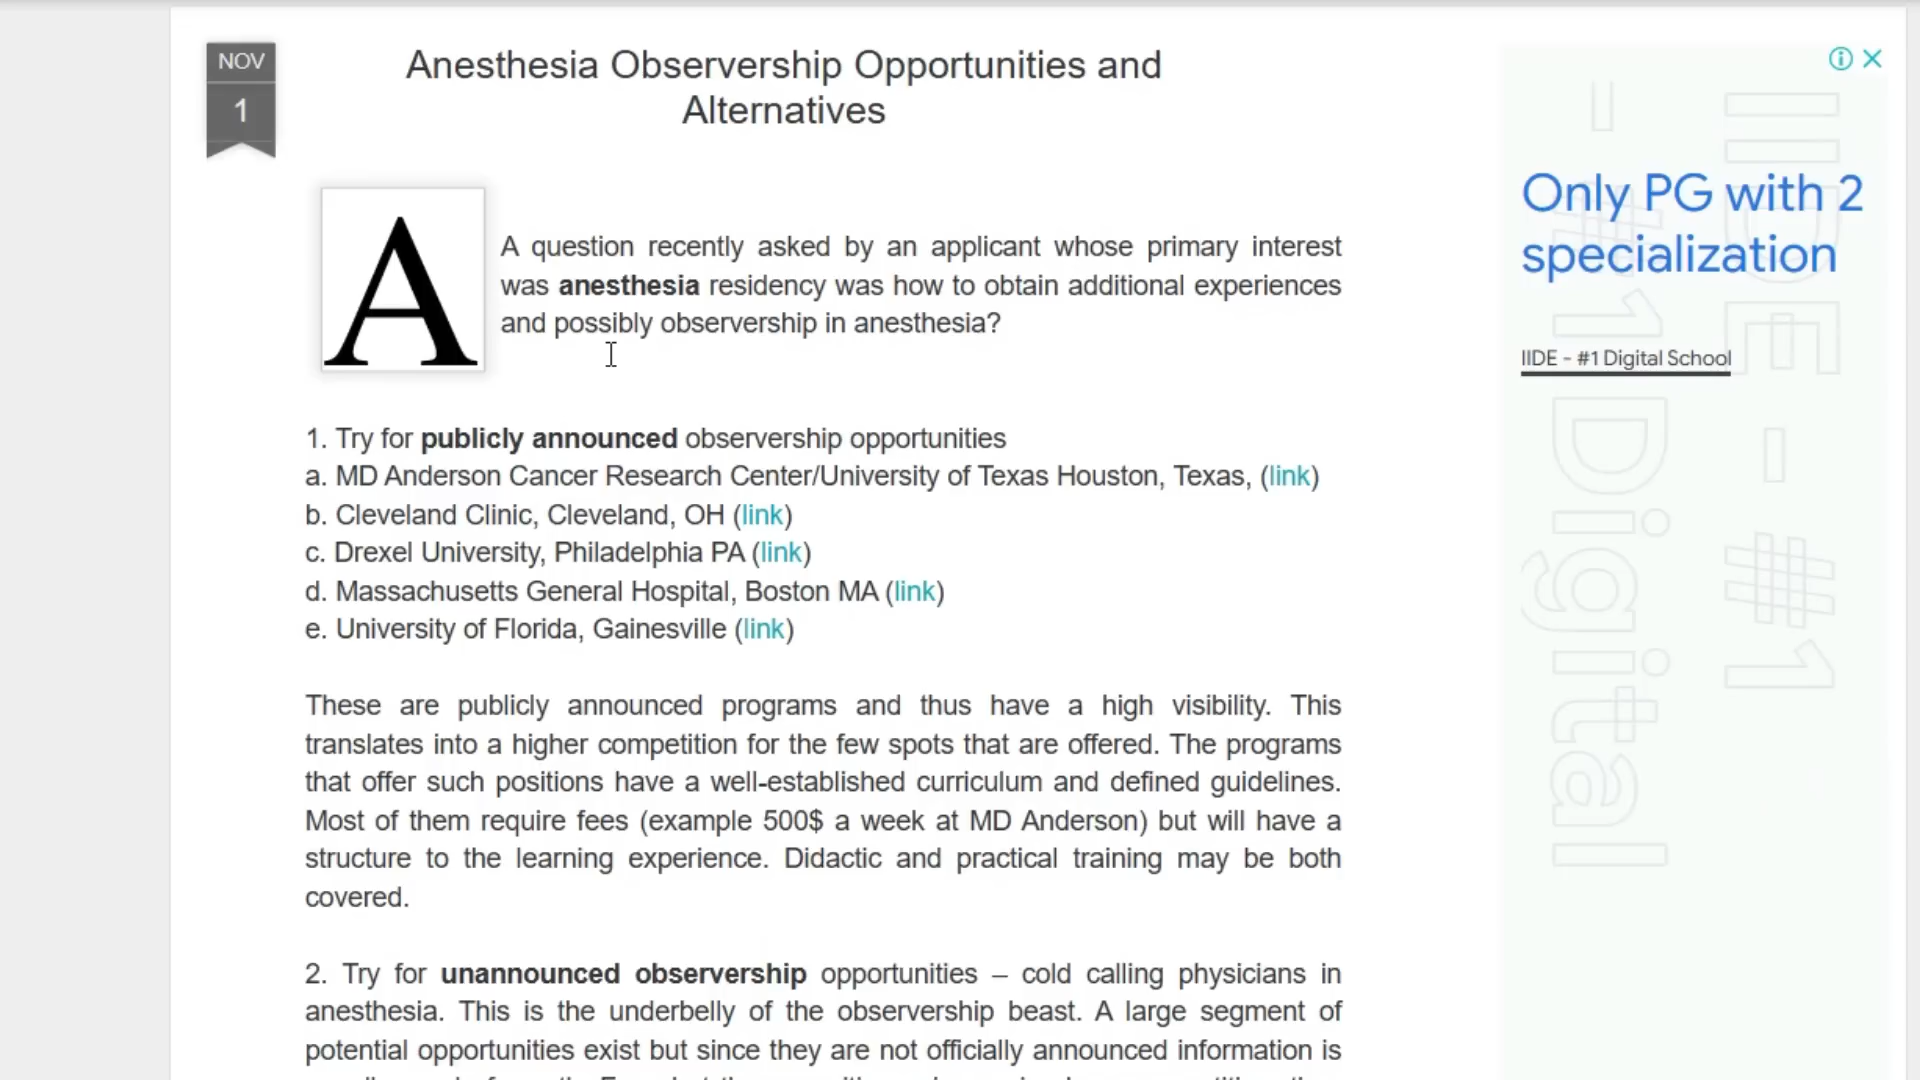 NOV
1
Anesthesia Observership Opportunities and
Alternatives
A
A question recently asked by an applicant whose primary interest
was anesthesia residency was how to obtain additional experiences
and possibly observership in anesthesia?
1. Try for publicly announced observership opportunities
a. MD Anderson Cancer Research Center/University of Texas Houston, Texas, (link)
b. Cleveland Clinic, Cleveland, OH (link)
c. Drexel University, Philadelphia PA (link)
d. Massachusetts General Hospital, Boston MA (link)
e. University of Florida, Gainesville (link)
These are publicly announced programs and thus have a high visibility. This
translates into a higher competition for the few spots that are offered. The programs
that offer such positions have a well-established curriculum and defined guidelines.
Most of them require fees (example 500$ a week at MD Anderson) but will have a
structure to the learning experience. Didactic and practical training may be both
covered.
2. Try for unannounced observership opportunities – cold calling physicians in
anesthesia. This is the underbelly of the observership beast. A large segment of
potential opportunities exist but since they are not officially announced information is
Only PG with 2
specialization
IIDE - #1 Digital School
IIDE - #1
- #1 Digital